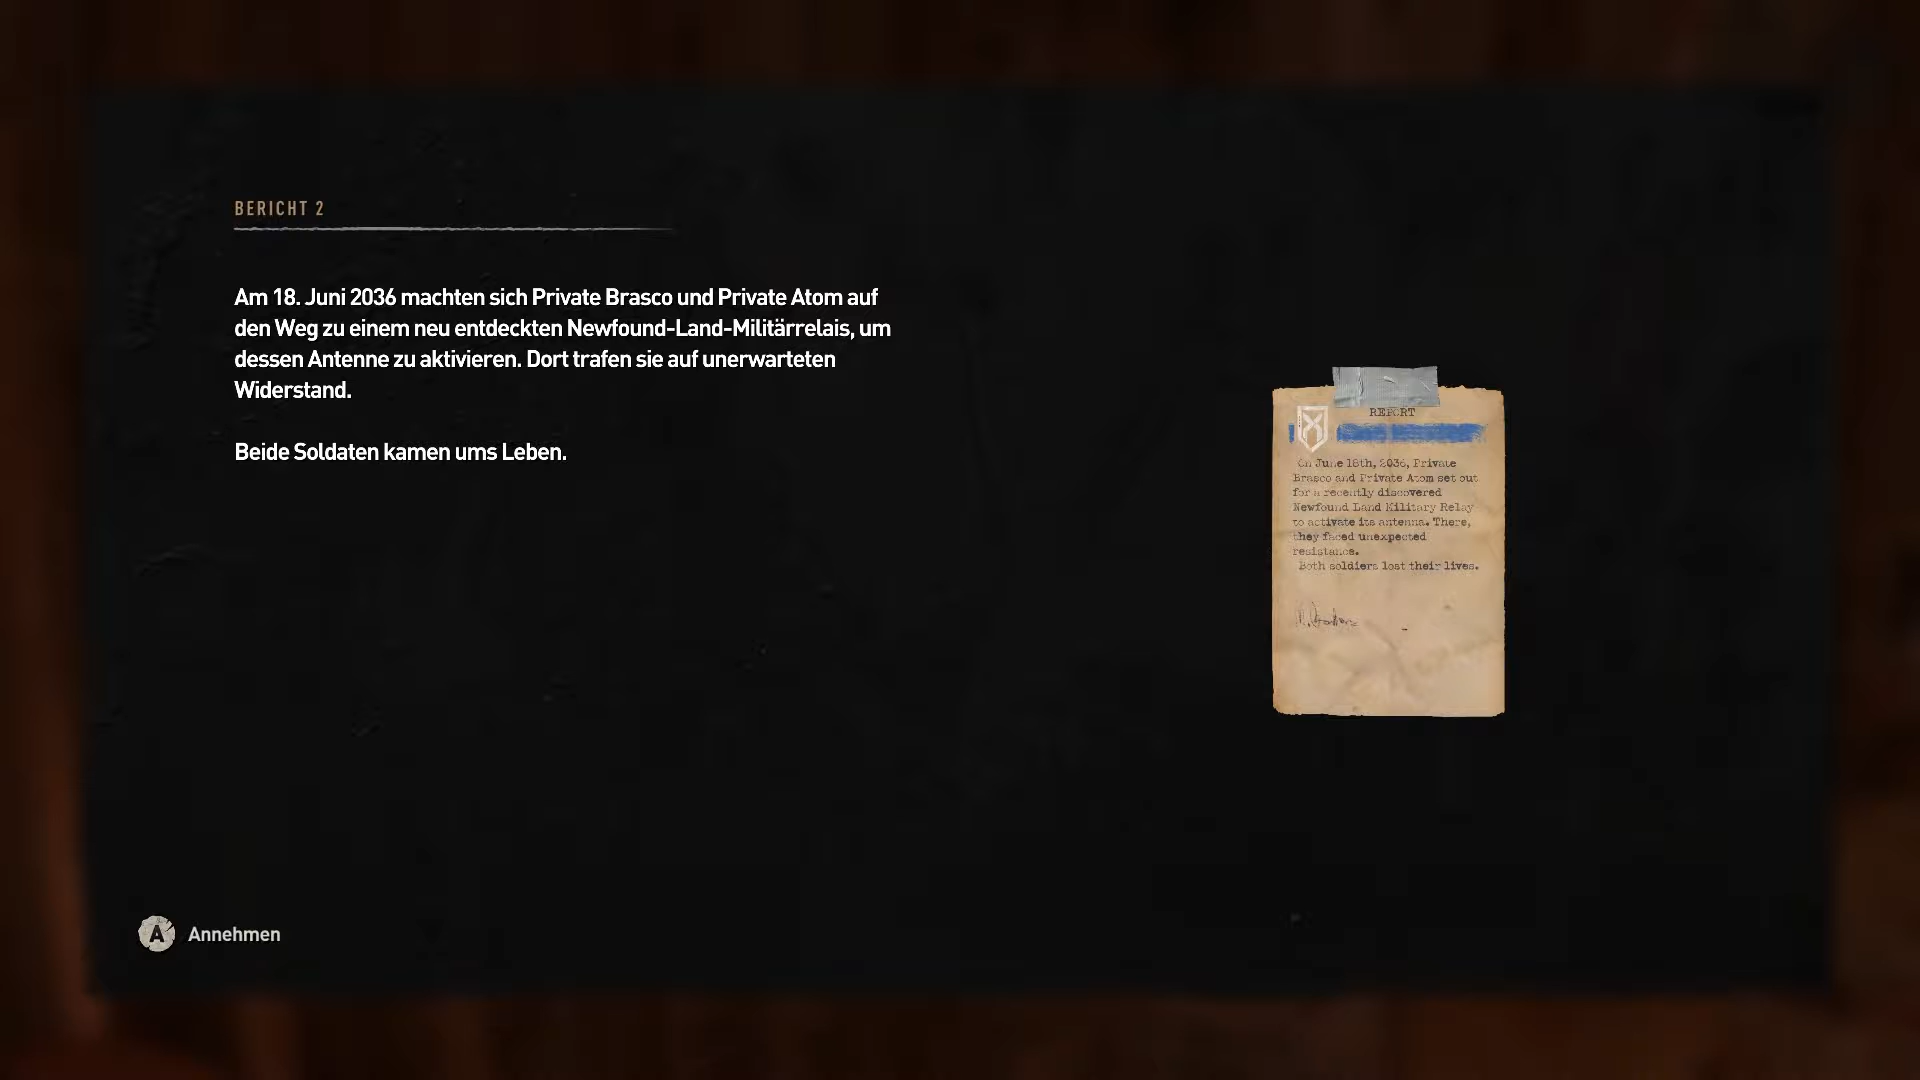 BERICHT 2
Am 18. Juni 2036 machten sich Private Brasco und Private Atom auf
den Weg zu einem neu entdeckten Newfound-Land-Militärrelais, um
dessen Antenne zu aktivieren. Dort trafen sie auf unerwarteten
Widerstand.
Beide Soldaten kamen ums Leben.
REPORT
On June 18th, 2036, Private
Brasco and Private Atom set out
for a recently discovered
Newfound Land Military Relay
to activate its antenna. There,
they faced unexpected
resistance.
Both soldiers lost their lives.
A Annehmen